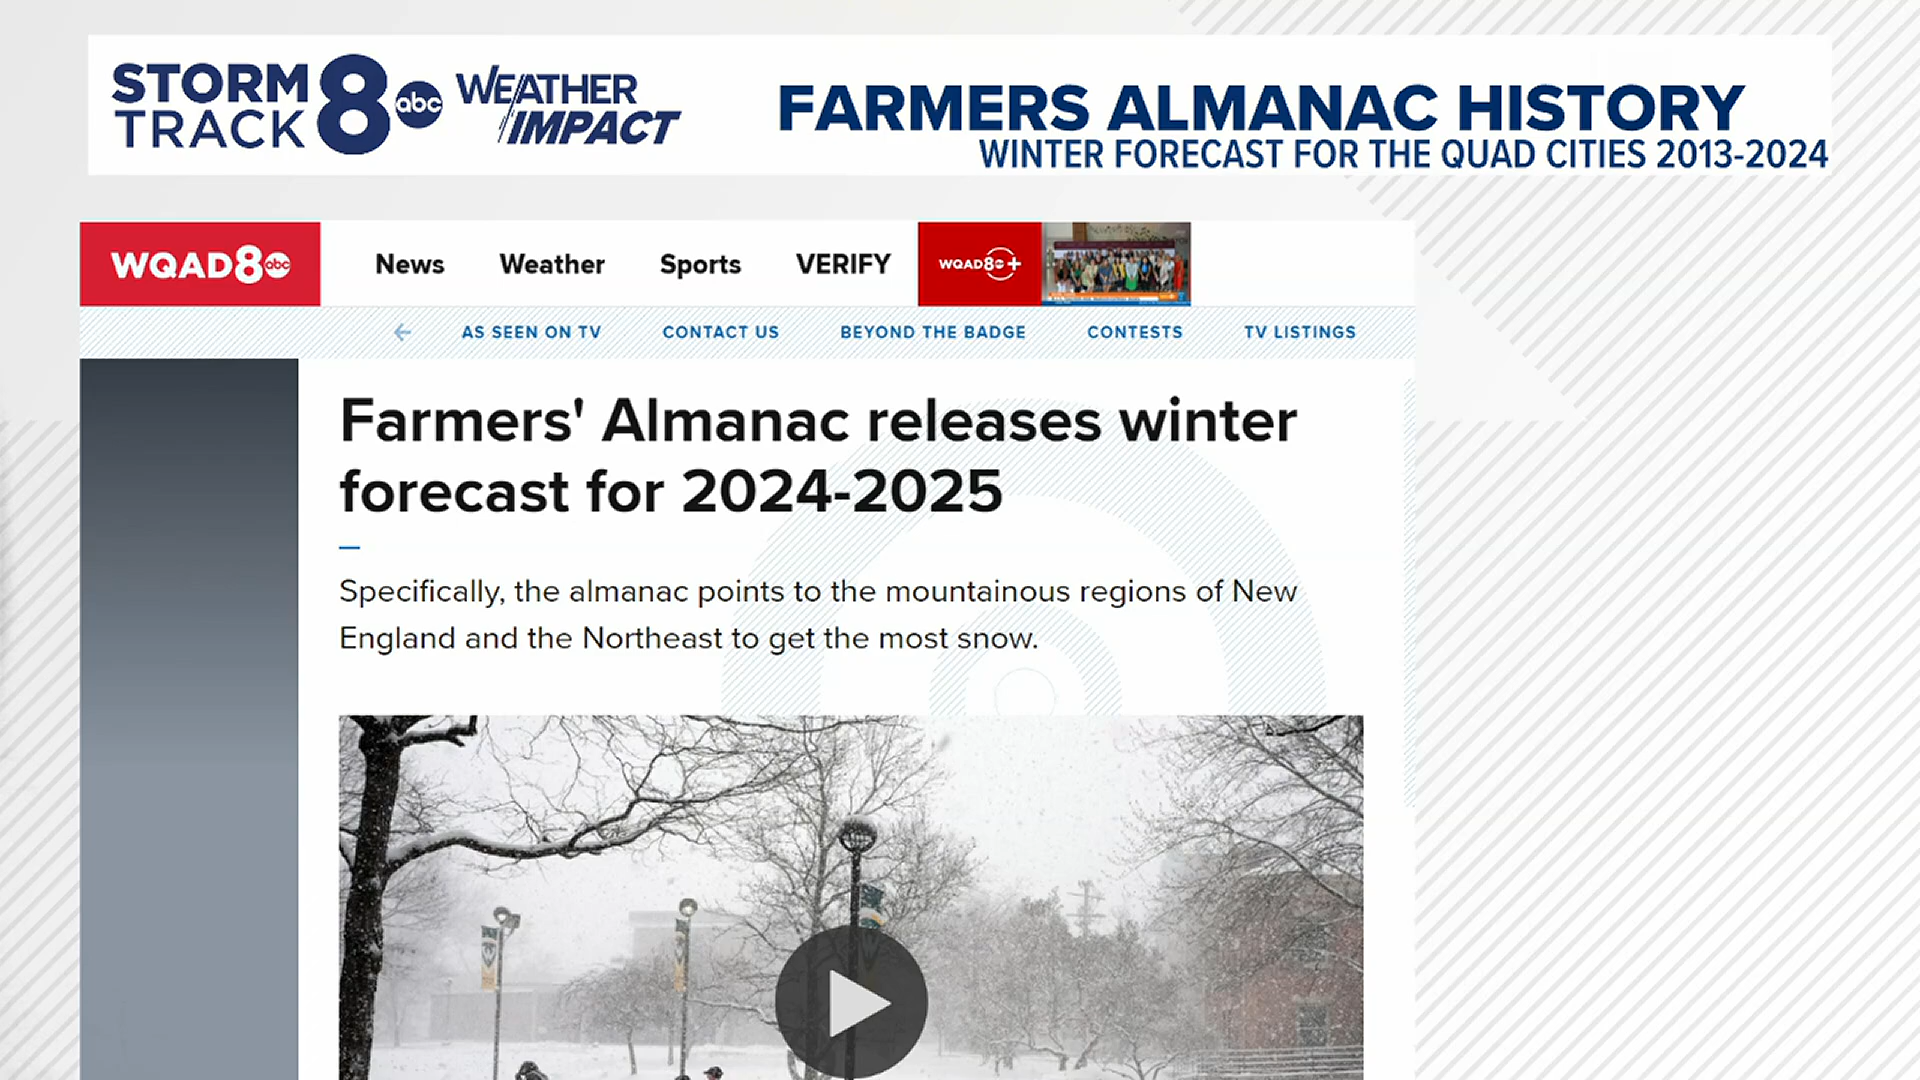 STORM
TRACK 8 abc
WEATHER
IMPACT
FARMERS ALMANAC HISTORY
WINTER FORECAST FOR THE QUAD CITIES 2013-2024
WQAD8 abc
News Weather Sports VERIFY WQAD8+
AS SEEN ON TV CONTACT US BEYOND THE BADGE CONTESTS TV LISTINGS
Farmers' Almanac releases winter
forecast for 2024-2025
Specifically, the almanac points to the mountainous regions of New
England and the Northeast to get the most snow.